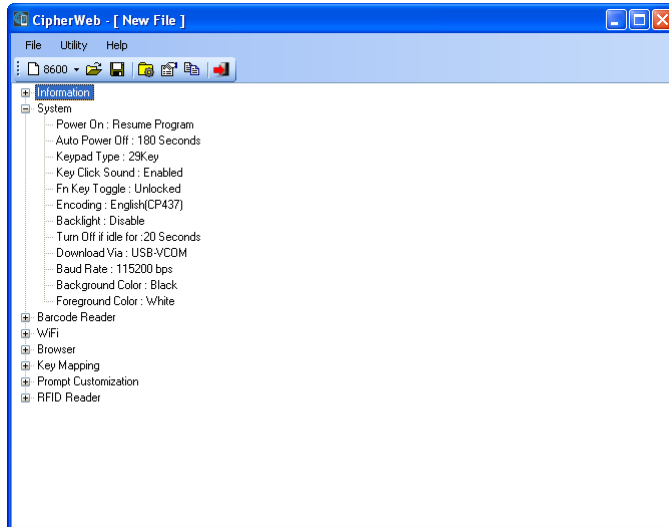 CipherWeb - [ New File ]
File Utility Help
8600
Information
System
Power On : Resume Program
Auto Power Off : 180 Seconds
Keypad Type : 29Key
Key Click Sound : Enabled
Fn Key Toggle : Unlocked
Encoding : English(CP437)
Backlight : Disable
Turn Off if idle for :20 Seconds
Download Via : USB-VCOM
Baud Rate : 115200 bps
Background Color : Black
Foreground Color : White
Barcode Reader
WiFi
Browser
Key Mapping
Prompt Customization
RFID Reader